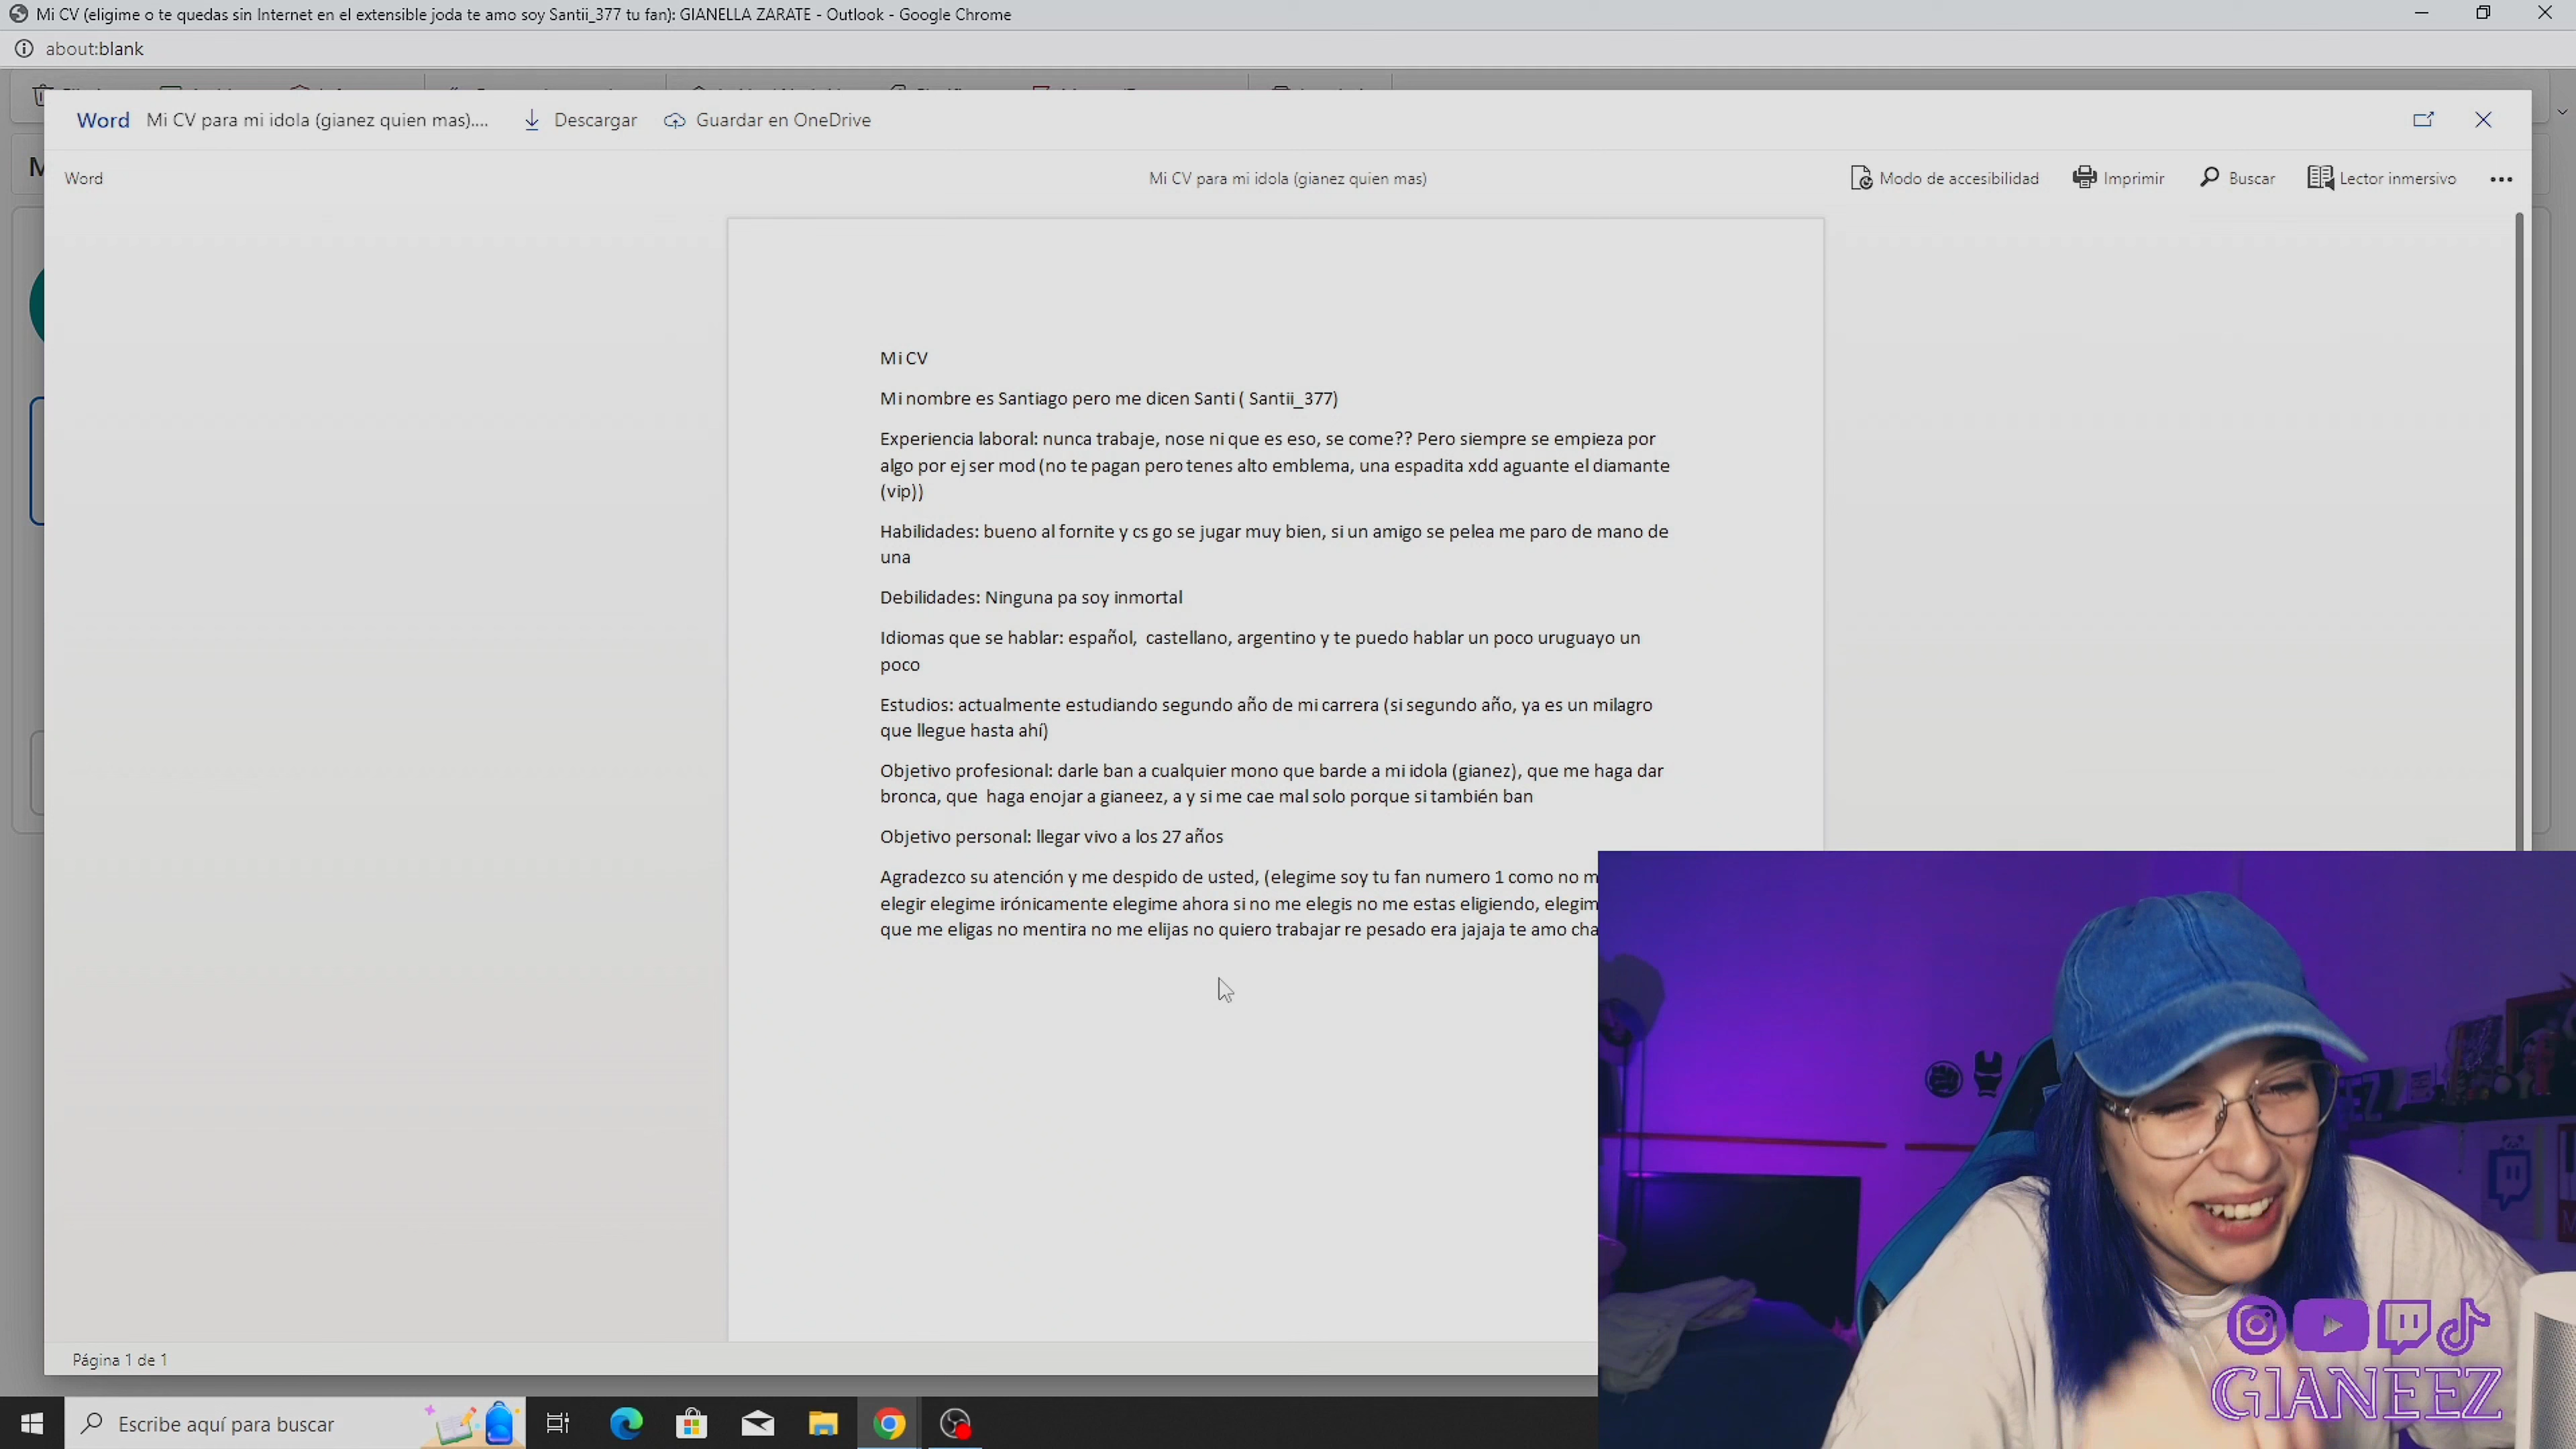 Mi CV (eligime o te quedas sin Internet en el extensible joda te amo soy Santii_377 tu fan): GIANELLA ZARATE - Outlook - Google Chrome
about:blank
Word Mi CV para mi idola (gianez quien mas).... Descargar Guardar en OneDrive
Word Mi CV para mi idola (gianez quien mas) Modo de accesibilidad Imprimir Buscar Lector inmersivo
Mi CV
Mi nombre es Santiago pero me dicen Santi ( Santii_377)
Experiencia laboral: nunca trabaje, nose ni que es eso, se come?? Pero siempre se empieza por
algo por ej ser mod (no te pagan pero tenes alto emblema, una espadita xdd aguante el diamante
(vip))
Habilidades: bueno al fornite y cs go se jugar muy bien, si un amigo se pelea me paro de mano de
una
Debilidades: Ninguna pa soy inmortal
Idiomas que se hablar: español, castellano, argentino y te puedo hablar un poco uruguayo un
poco
Estudios: actualmente estudiando segundo año de mi carrera (si segundo año, ya es un milagro
que llegue hasta ahí)
Objetivo profesional: darle ban a cualquier mono que barde a mi idola (gianez), que me haga dar
bronca, que haga enojar a gianeez, a y si me cae mal solo porque si también ban
Objetivo personal: llegar vivo a los 27 años
Agradezco su atención y me despido de usted, (elegime soy tu fan numero 1 como no m
elegir elegime irónicamente elegime ahora si no me elegis no me estas eligiendo, elegim
que me eligas no mentira no me elijas no quiero trabajar re pesado era jajaja te amo cha
GIANEEZ
Página 1 de 1
Escribe aquí para buscar